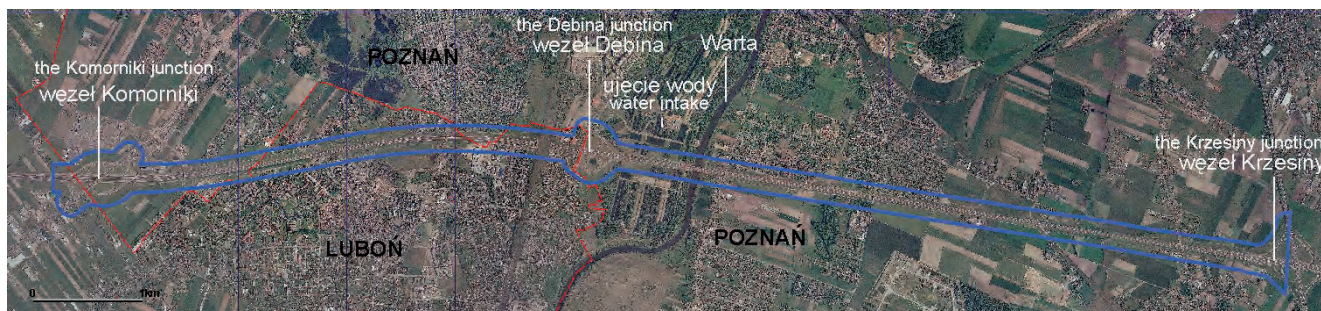 POZNAŃ
the Komorniki junction
węzeł Komorniki
the Dębina junction
węzeł Dębina
Warta
ujęcie wody
water intake
the Krzesiny junction
węzeł Krzesiny
LUBOŃ
POZNAŃ
0 1km